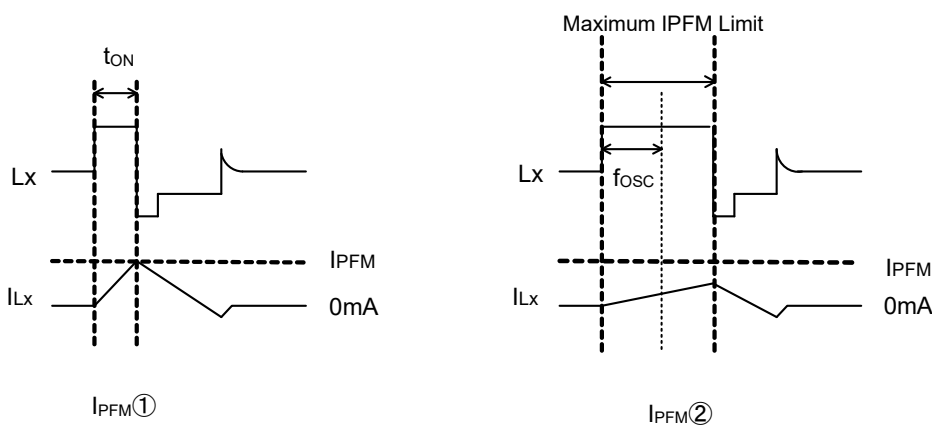 tON
Lx
IPFM
ILx
0mA
IPFM①
Maximum IPFM Limit
Lx
fOSC
IPFM
ILx
0mA
IPFM②